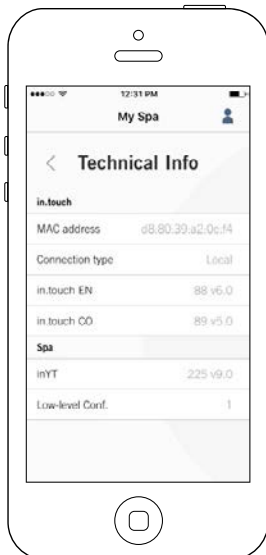 12:31 PM
My Spa
Technical Info
in.touch
MAC address d8.80.39.a2.0c.f4
Connection type Local
in.touch EN 88 v6.0
in.touch CO 89 v5.0
Spa
inYT 225 v9.0
Low-level Conf. 1